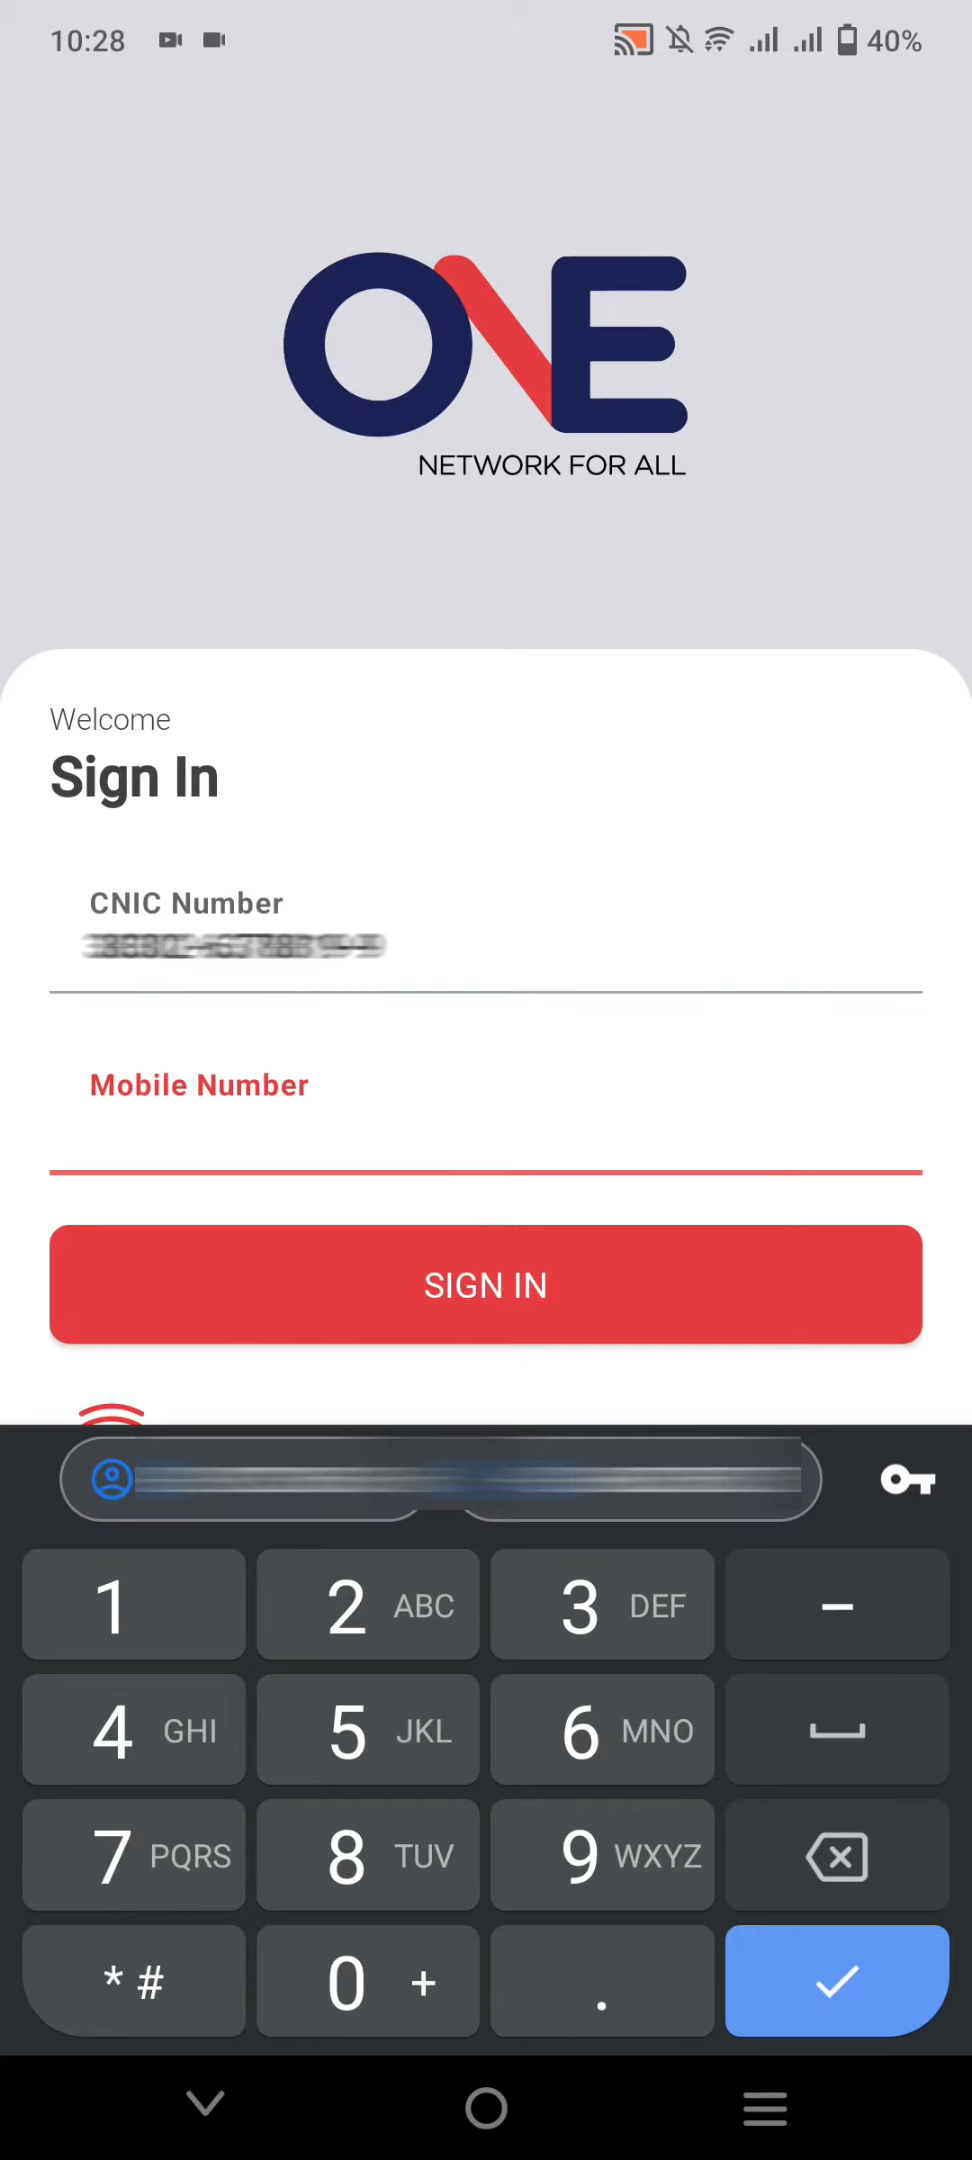 10:28
40%
ONE
NETWORK FOR ALL
Welcome
Sign In
CNIC Number
Mobile Number
SIGN IN
1 2 ABC 3 DEF -
4 GHI 5 JKL 6 MNO
7 PQRS 8 TUV 9 WXYZ
* # 0 + .